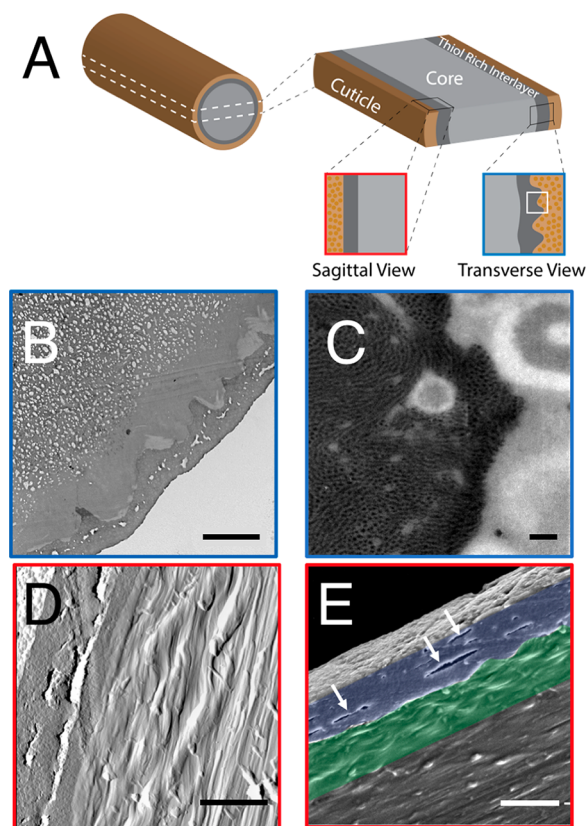 A
Thiol Rich Interlayer
Core
Cuticle
Sagittal View
Transverse View
B
C
D
E